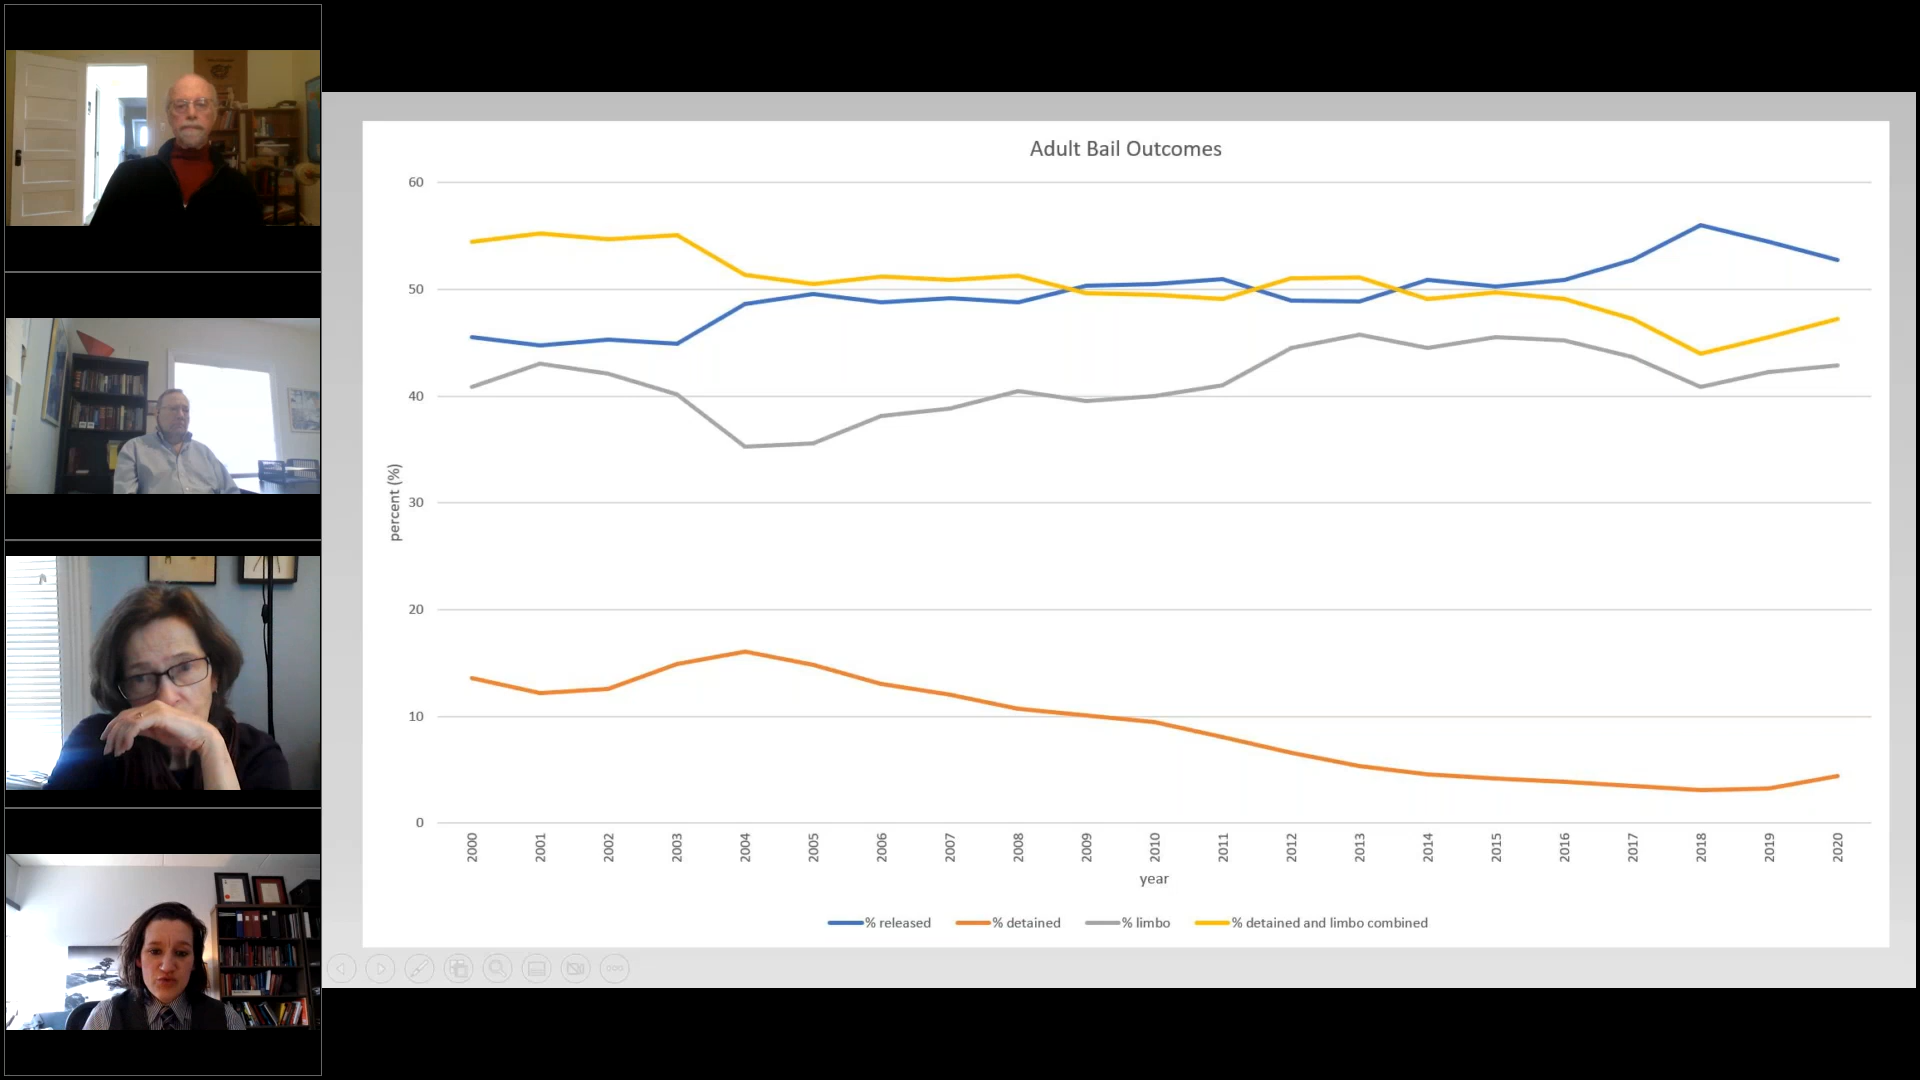 Adult Bail Outcomes
60
50
40
30
20
10
0
percent (%)
2000 2001 2002 2003 2004 2005 2006 2007 2008 2009 2010 2011 2012 2013 2014 2015 2016 2017 2018 2019 2020
year
% released % detained % limbo % detained and limbo combined